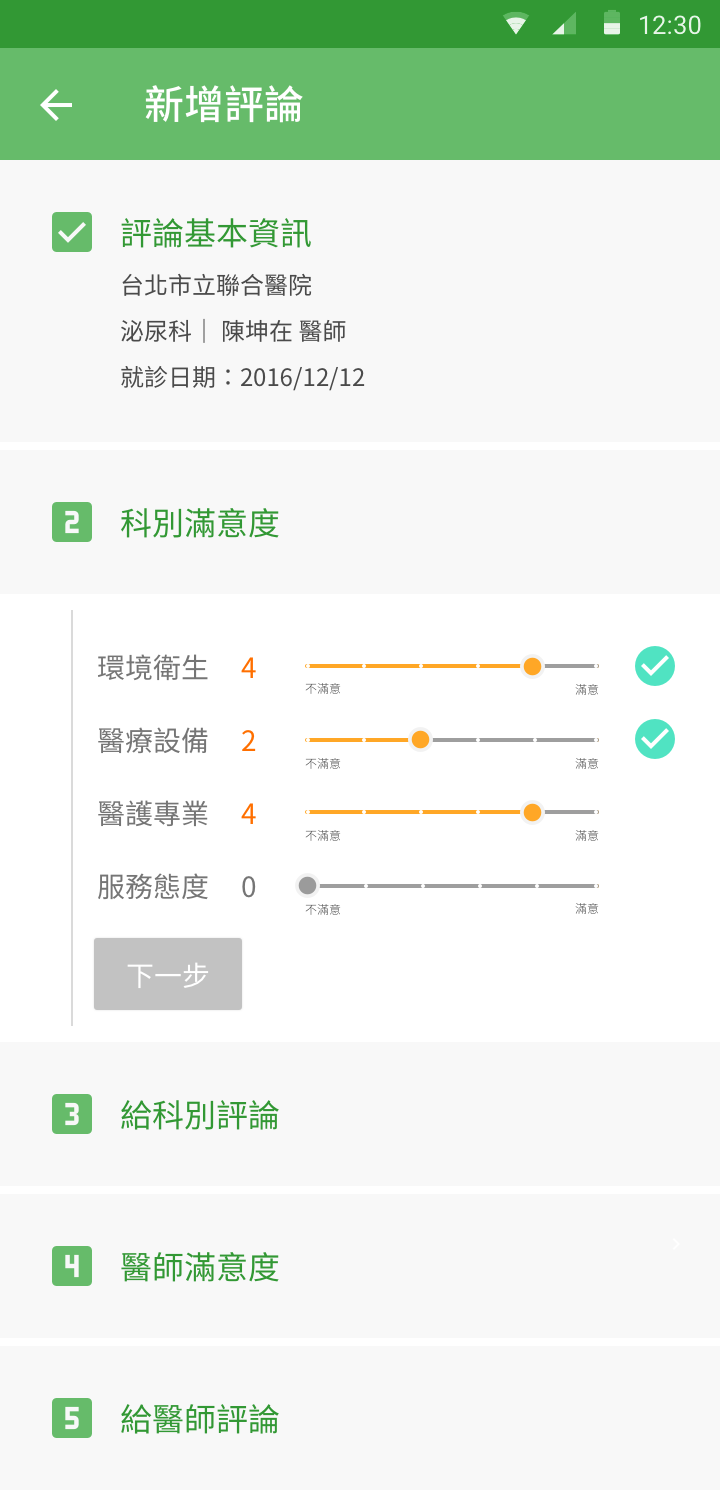 12:30
新增評論
評論基本資訊
台北市立聯合醫院
泌尿科｜ 陳坤在 醫師
就診日期：2016/12/12
2 科別滿意度
環境衛生 4
不滿意 滿意
醫療設備 2
不滿意 滿意
醫護專業 4
不滿意 滿意
服務態度 0
不滿意 滿意
下一步
3 給科別評論
4 醫師滿意度
5 給醫師評論